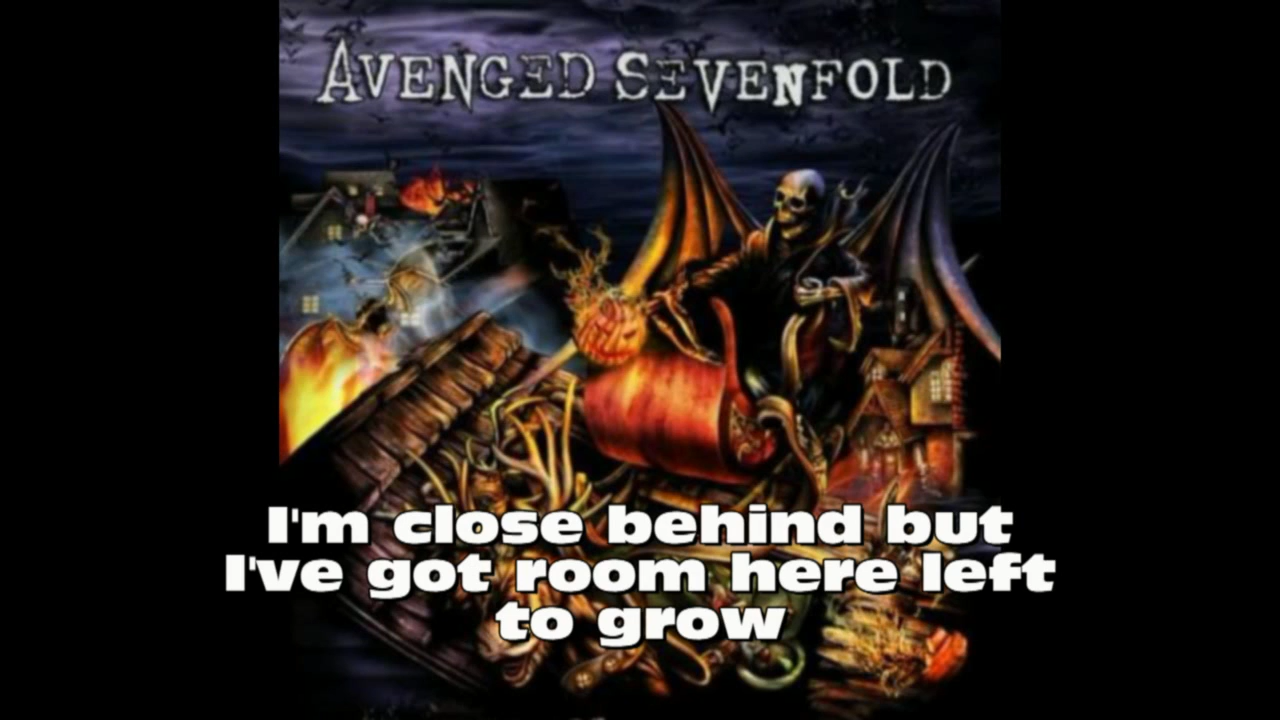 AVENGED SEVENFOLD
I'm close behind but
I've got room here left
to grow